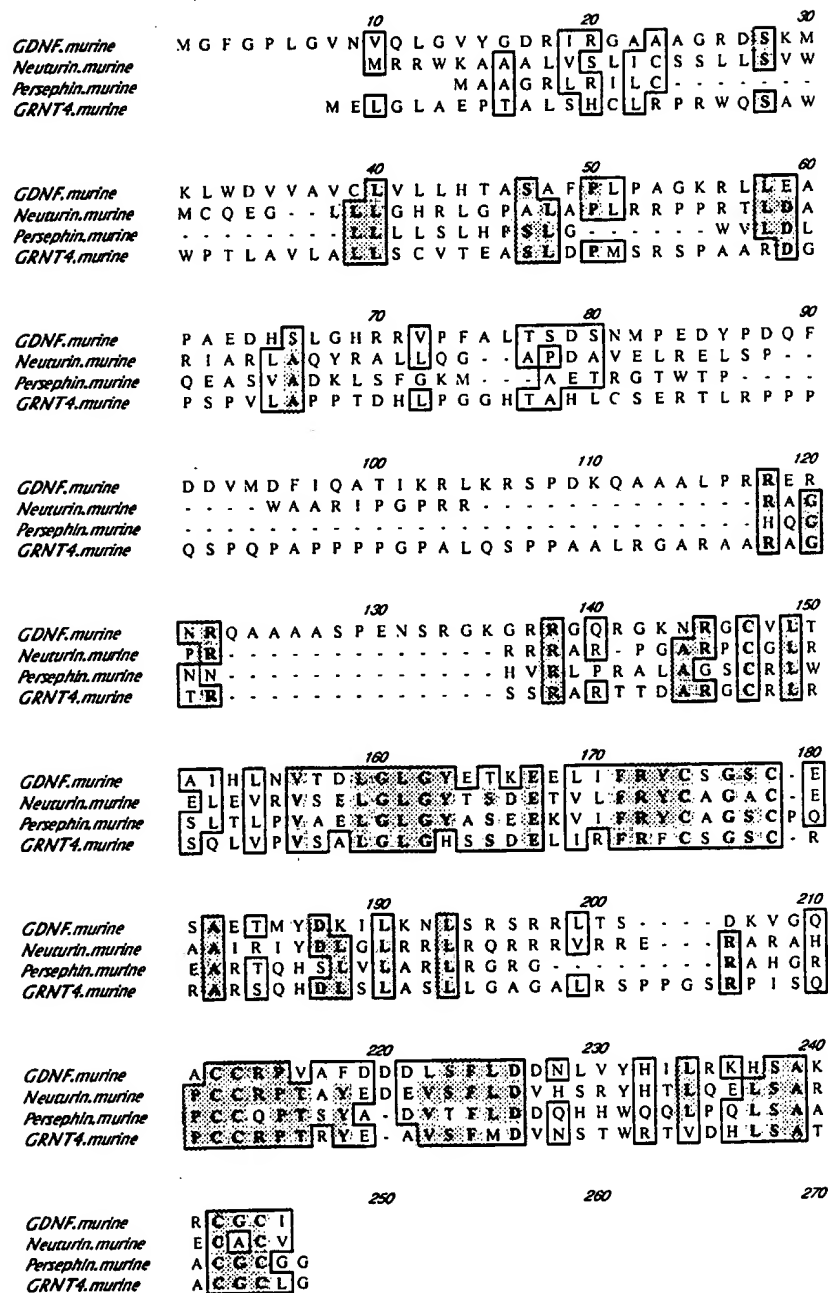 10 20 30
GDNF.murine M G F G P L G V N V Q L G V Y G D R I R G A A A G R D S K M
Neuturin.murine M R R W K A A A L V S L I C S S L L S V W
Persephin.murine M A A G R L R I L C - - - - - - -
GRNT4.murine M E L G L A E P T A L S H C L R P R W Q S A W
40 50 60
GDNF.murine K L W D V V A V C L V L L H T A S A F P L P A G K R L L E A
Neuturin.murine M C Q E G - - L L L G H R L G P A L A P L R R P P R T L D A
Persephin.murine - - - - - - - L L L L S L H P S L G - - - - - - W V L D L
GRNT4.murine W P T L A V L A L L S C V T E A S L D P M S R S P A A R D G
70 80 90
GDNF.murine P A E D H S L G H R R V P F A L T S D S N M P E D Y P D Q F
Neuturin.murine R I A R L A Q Y R A L L Q G - - A P D A V E L R E L S P - -
Persephin.murine Q E A S V A D K L S F G K M - - - A E T R G T W T P - - - -
GRNT4.murine P S P V L A P P T D H L P G G H T A H L C S E R T L R P P P
100 110 120
GDNF.murine D D V M D F I Q A T I K R L K R S P D K Q A A A L P R R E R
Neuturin.murine - - - - W A A R I P G P R R - - - - - - - - - - - - - R A G
Persephin.murine - - - - - - - - - - - - - - - - - - - - - - - - - - - H Q G
GRNT4.murine Q S P Q P A P P P P G P A L Q S P P A A L R G A R A A R A G
130 140 150
GDNF.murine N R Q A A A A S P E N S R G K G R R G Q R G K N R G C V L T
Neuturin.murine P R - - - - - - - - - - - - - R R R A R - P G A R P C G L R
Persephin.murine N N - - - - - - - - - - - - - H V R L P R A L A G S C R L W
GRNT4.murine T R - - - - - - - - - - - - - S S R A R T T D A R G C R L R
160 170 180
GDNF.murine A I H L N V T D L G L G Y E T K E E L I F R Y C S G S C - E
Neuturin.murine E L E V R V S E L G L G Y T S D E T V L F R Y C A G A C - E
Persephin.murine S L T L P V A E L G L G Y A S E E K V I F R Y C A G S C P Q
GRNT4.murine S Q L V P V S A L G L G H S S D E L I R F R F C S G S C - R
190 200 210
GDNF.murine S A E T M Y D K I L K N L S R S R R L T S - - - - D K V G Q
Neuturin.murine A A I R I Y D L G L R R L R Q R R R V R R E - - - R A R A H
Persephin.murine E A R T Q H S L V L A R L R G R G - - - - - - - - R A H G R
GRNT4.murine R A R S Q H D L S L A S L L G A G A L R S P P G S R P I S Q
220 230 240
GDNF.murine A C C R P V A F D D D L S F L D D N L V Y H I L R K H S A K
Neuturin.murine P C C R P T A Y E D E V S F L D V H S R Y H T L Q E L S A R
Persephin.murine P C C Q P T S Y A - D V T F L D D Q H H W Q Q L P Q L S A A
GRNT4.murine P C C R P T R Y E - A V S F M D V N S T W R T V D H L S A T
250 260 270
GDNF.murine R C G C I
Neuturin.murine E C A C V
Persephin.murine A C G C G G
GRNT4.murine A C G C L G